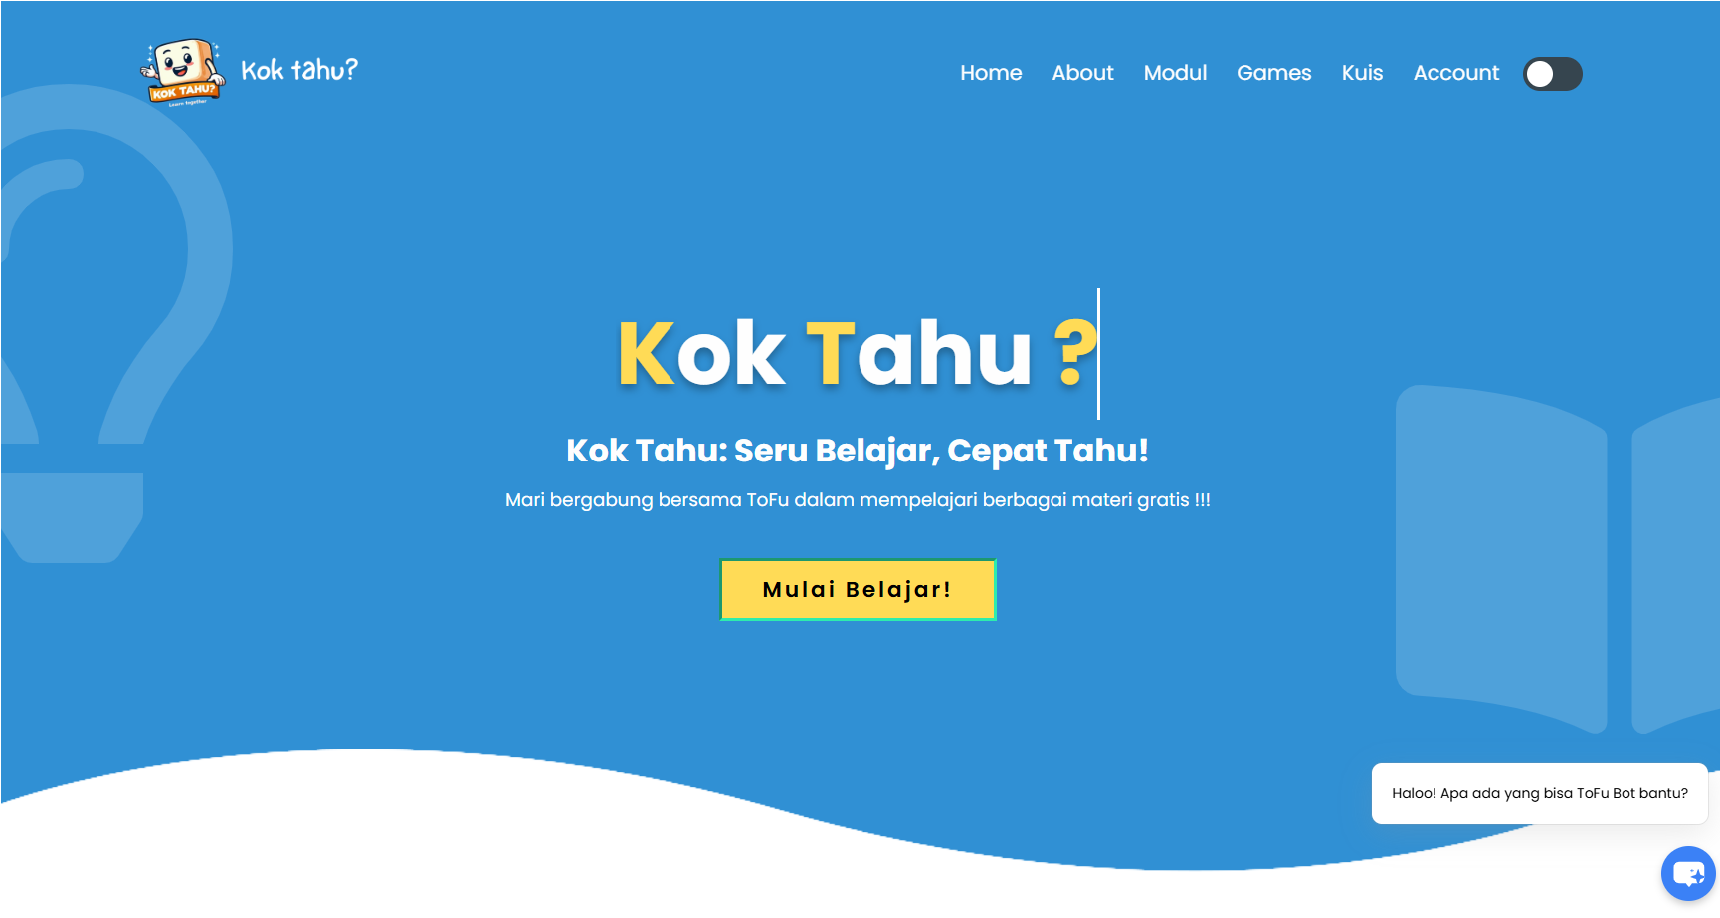 KOK TAHU?
Learn together
Kok tahu?
Home About Modul Games Kuis Account
Kok Tahu ?
Kok Tahu: Seru Belajar, Cepat Tahu!
Mari bergabung bersama ToFu dalam mempelajari berbagai materi gratis !!!
Mulai Belajar!
Haloo! Apa ada yang bisa ToFu Bot bantu?